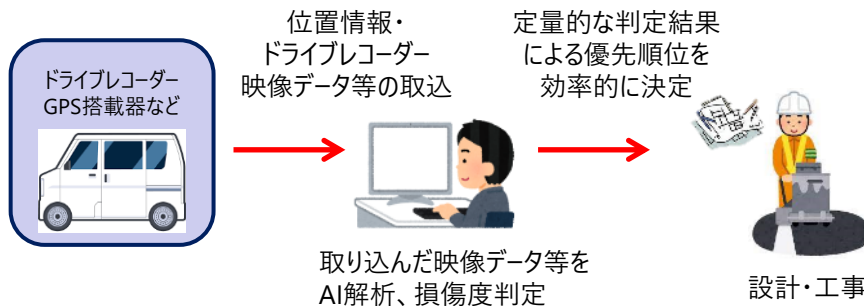 ドライブレコーダー
GPS搭載器など
位置情報・
ドライブレコーダー
映像データ等の取込
取り込んだ映像データ等を
AI解析、損傷度判定
定量的な判定結果
による優先順位を
効率的に決定
設計・工事